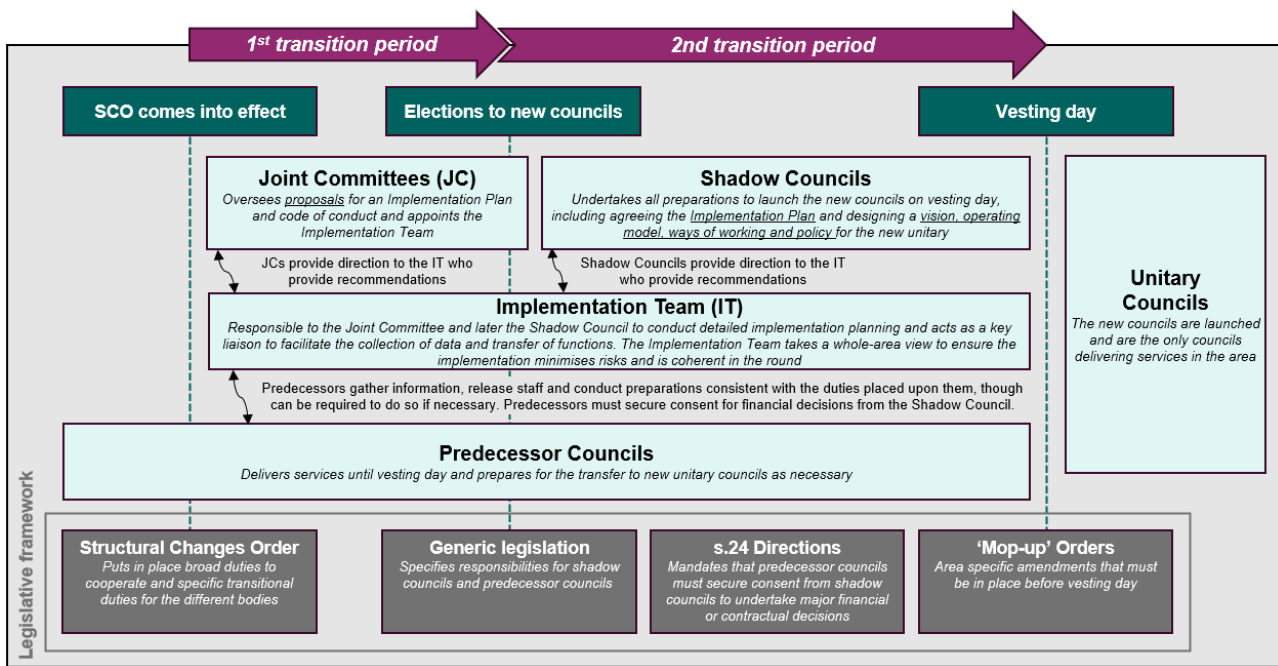 1st transition period
2nd transition period
SCO comes into effect
Elections to new councils
Vesting day
Joint Committees (JC)
Oversees proposals for an Implementation Plan
and code of conduct and appoints the
Implementation Team
Shadow Councils
Undertakes all preparations to launch the new councils on vesting day,
including agreeing the Implementation Plan and designing a vision, operating
model, ways of working and policy for the new unitary
JCs provide direction to the IT who
provide recommendations
Shadow Councils provide direction to the IT
who provide recommendations
Unitary
Councils
The new councils are launched
and are the only councils
delivering services in the area
Implementation Team (IT)
Responsible to the Joint Committee and later the Shadow Council to conduct detailed implementation planning and acts as a key
liaison to facilitate the collection of data and transfer of functions. The Implementation Team takes a whole-area view to ensure the
implementation minimises risks and is coherent in the round
Predecessors gather information, release staff and conduct preparations consistent with the duties placed upon them, though
can be required to do so if necessary. Predecessors must secure consent for financial decisions from the Shadow Council.
Predecessor Councils
Delivers services until vesting day and prepares for the transfer to new unitary councils as necessary
Legislative framework
Structural Changes Order
Puts in place broad duties to
cooperate and specific transitional
duties for the different bodies
Generic legislation
Specifies responsibilities for shadow
councils and predecessor councils
s.24 Directions
Mandates that predecessor councils
must secure consent from shadow
councils to undertake major financial
or contractual decisions
‘Mop-up’ Orders
Area specific amendments that must
be in place before vesting day